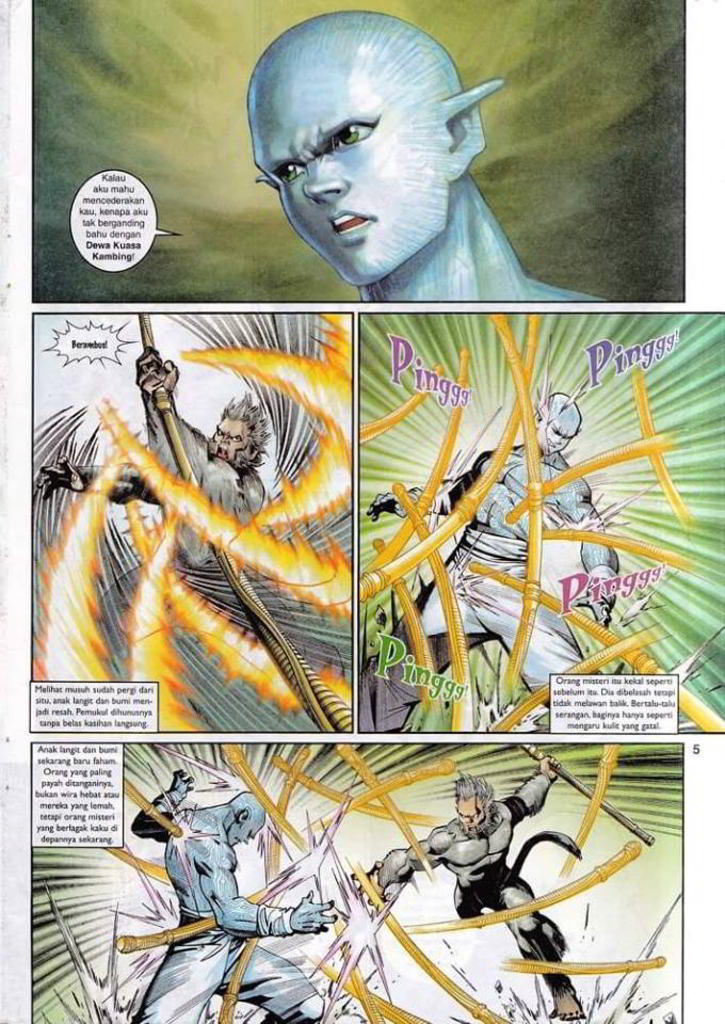 Kalau
aku mahu
mencederakan
kau, kenapa aku
tak berganding
bahu dengan
Dewa Kuasa
Kambing!
Berambus!
Pinggg!
Pinggg!
Pinggg!
Pinggg!
Melihat musuh sudah pergi dari
situ, anak langit dan bumi men-
jadi resah. Pemukul dihunusnya
tanpa belas kasihan langsung.
Orang misteri itu kekal seperti
sebelum itu. Dia dibelasah tetapi
tidak melawan balik. Bertalu-talu
serangan, baginya hanya seperti
mengaru kulit yang gatal.
Anak langit dan bumi
sekarang baru faham.
Orang yang paling
payah ditanganinya,
bukan wira hebat atau
mereka yang lemah,
tetapi orang misteri
yang berlagak kaku di
depannya sekarang.
5